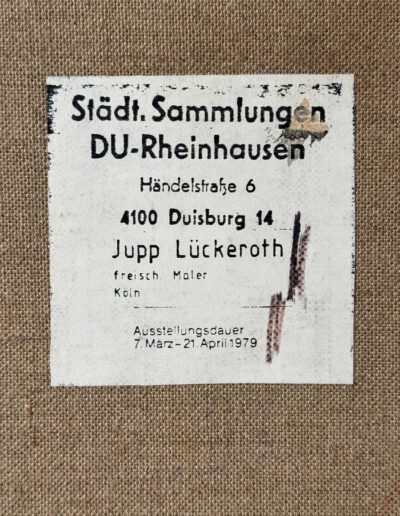 Städt. Sammlungen
DU-Rheinhausen
Händelstraße 6
4100 Duisburg 14
Jupp Lückeroth
freisch. Maler
Köln
Ausstellungsdauer
7. März - 21. April 1979